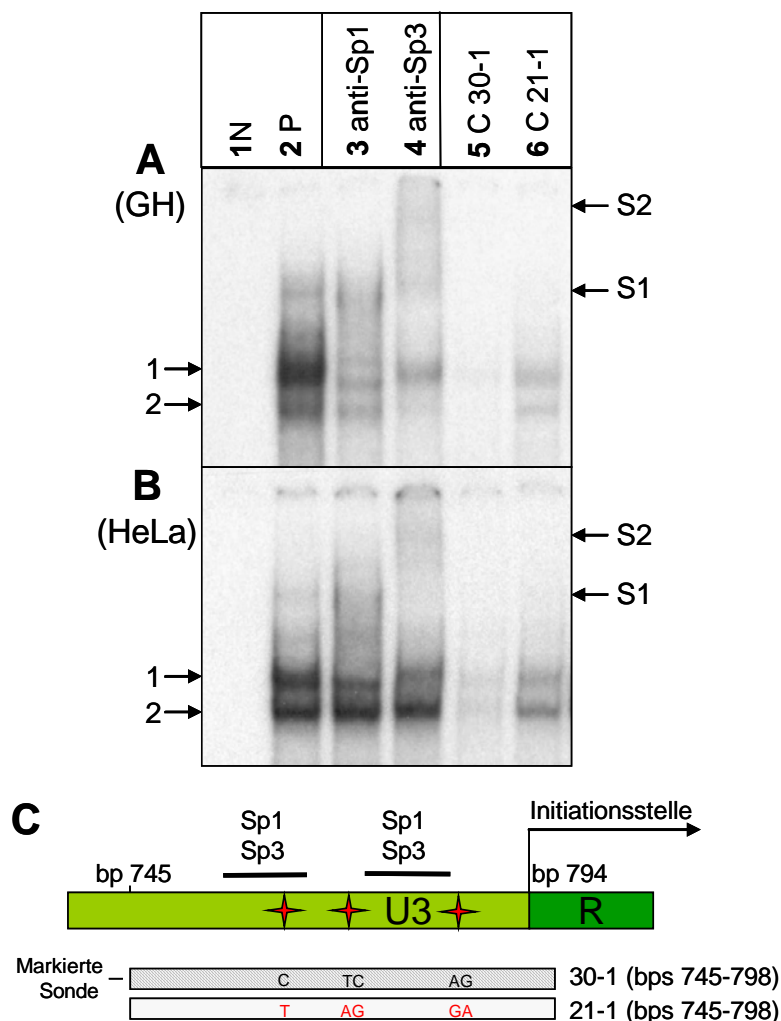 1N
2 P
3 anti-Sp1
4 anti-Sp3
5 C 30-1
6 C 21-1
A
(GH)
S2
S1
1
2
B
(HeLa)
S2
S1
1
2
C
Sp1 Sp1 Initiationsstelle
Sp3 Sp3
bp 745 bp 794
U3 R
Markierte
Sonde
C TC AG 30-1 (bps 745-798)
T AG GA 21-1 (bps 745-798)